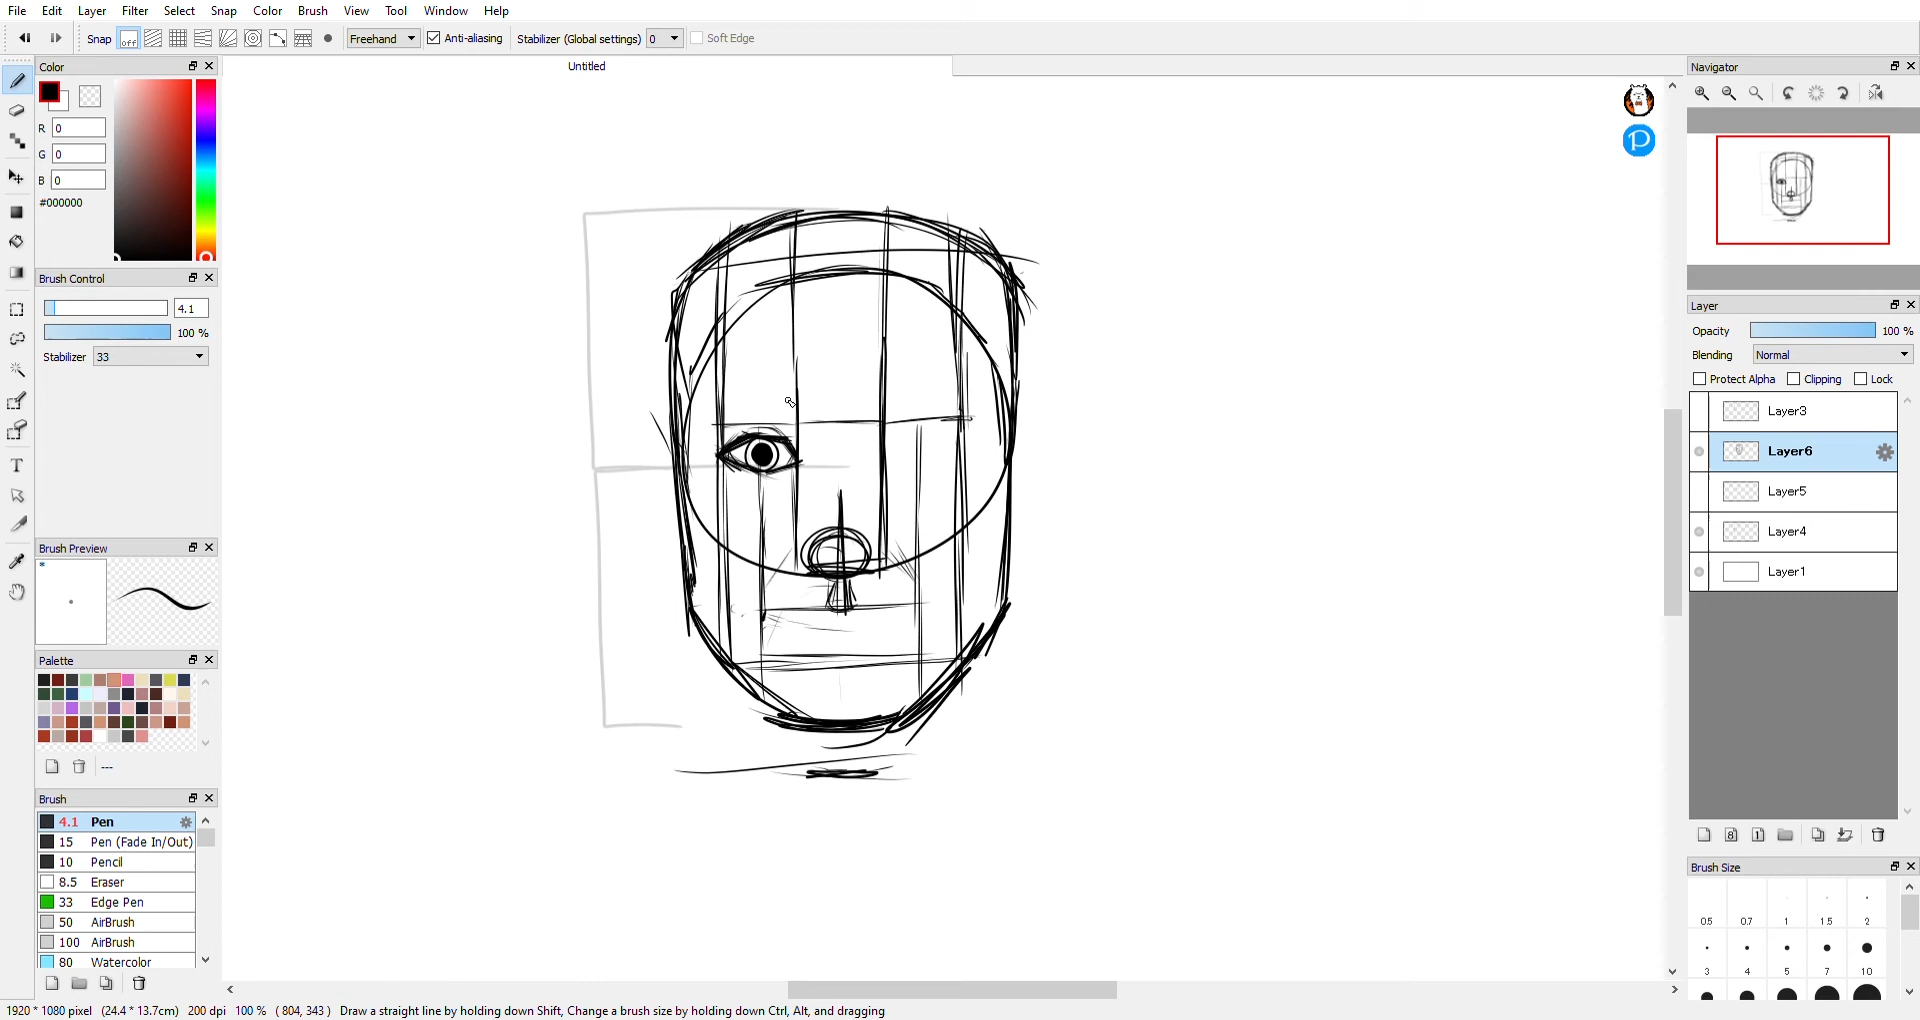 File Edit Layer Filter Select Snap Color Brush View Tool Window Help
Snap off Freehand Anti-aliasing Stabilizer (Global settings) 0 Soft Edge
Color
Untitled
Navigator
R 0
G 0
B 0
#000000
Brush Control
4.1
100 %
Stabilizer 33
Layer
Opacity 100 %
Blending Normal
Protect Alpha Clipping Lock
Layer3
Layer6
Layer5
Layer4
Layer1
Brush Preview
*
Palette
---
Brush
4.1 Pen
15 Pen (Fade In/Out)
10 Pencil
8.5 Eraser
33 Edge Pen
50 AirBrush
100 AirBrush
80 Watercolor
8 1
Brush Size
0.5 0.7 1 1.5 2
3 4 5 7 10
1920 * 1080 pixel (24.4 * 13.7cm) 200 dpi 100 % ( 804, 343 ) Draw a straight line by holding down Shift, Change a brush size by holding down Ctrl, Alt, and dragging